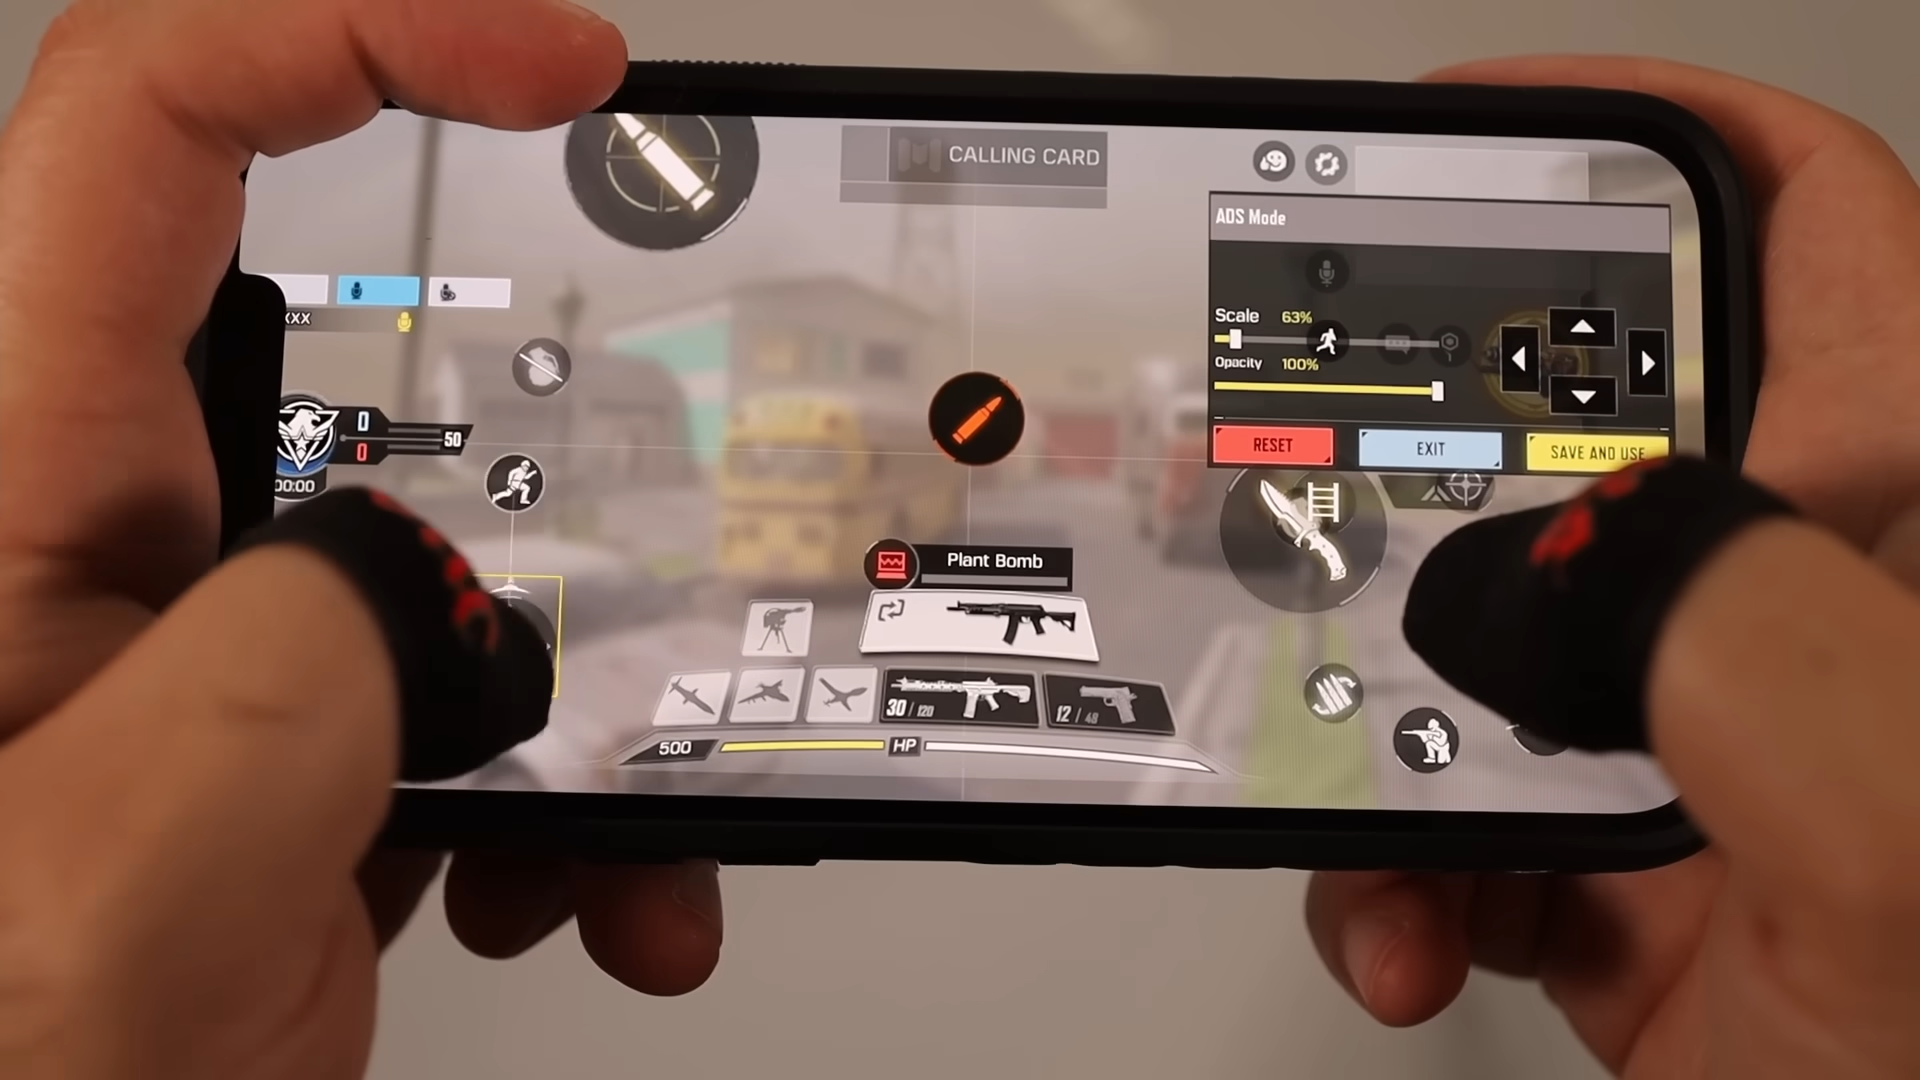 CALLING CARD
ADS Mode
Scale 63%
Opacity 100%
RESET
EXIT
SAVE AND USE
XXX
0
0
50
00:00
Plant Bomb
30 / 120
12 / 48
500
HP